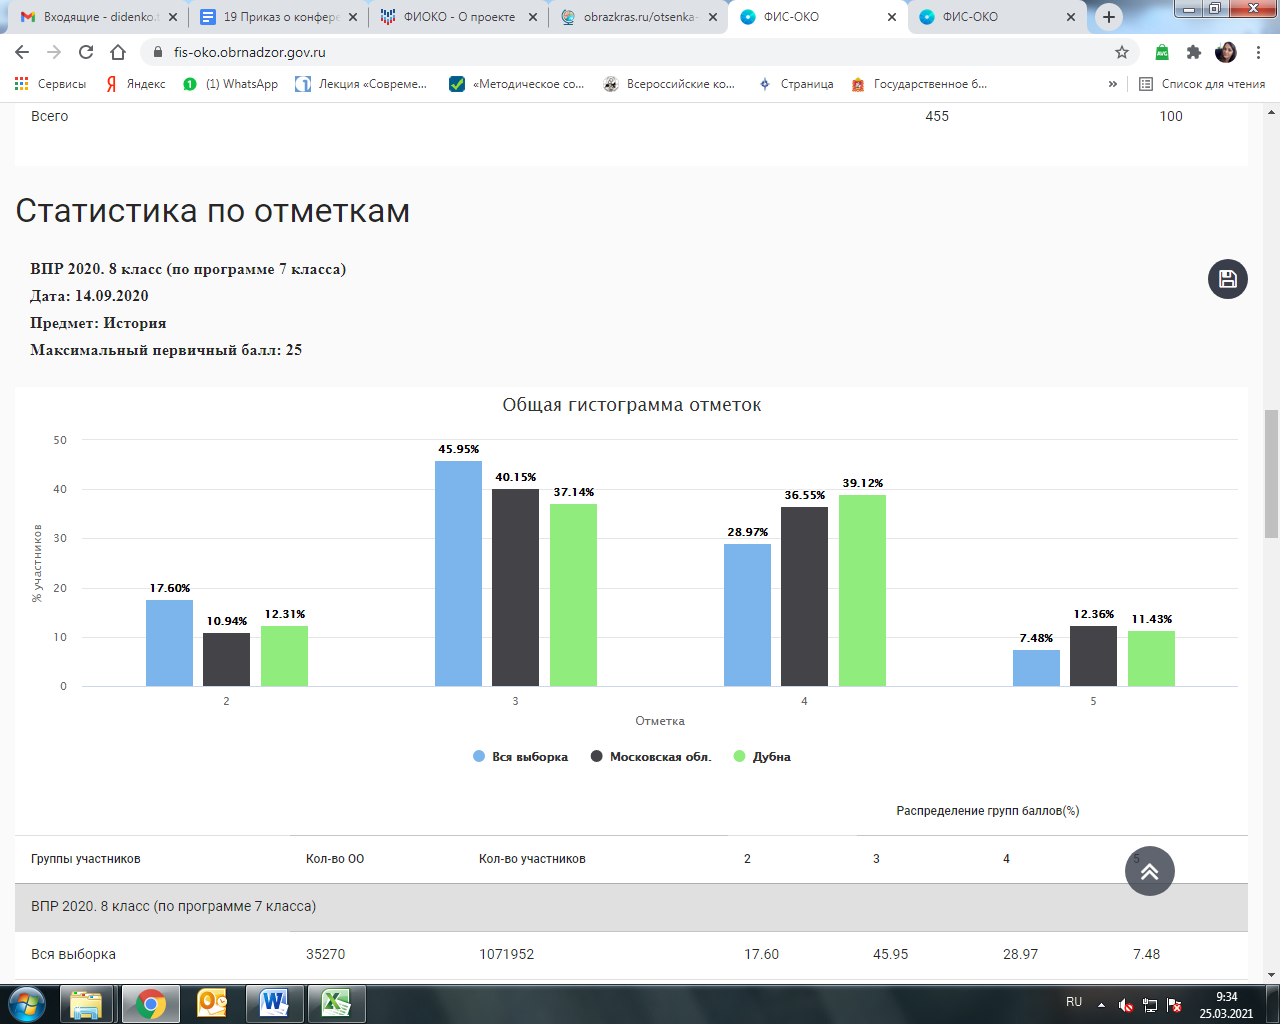 Входящие - didenko.t
19 Приказ о конфере
ФИОКО - О проекте
obrazkras.ru/otsenka-
ФИС-ОКО
ФИС-ОКО
fis-oko.obrnadzor.gov.ru
Сервисы
Яндекс
(1) WhatsApp
Лекция «Совреме...
«Методическое со...
Всероссийские ко...
Страница
Государственное б...
»
Список для чтения
Всего 455 100
Статистика по отметкам
ВПР 2020. 8 класс (по программе 7 класса)
Дата: 14.09.2020
Предмет: История
Максимальный первичный балл: 25
Общая гистограмма отметок
% участников
50
40
30
20
10
0
17.60%
10.94%
12.31%
45.95%
40.15%
37.14%
28.97%
36.55%
39.12%
7.48%
12.36%
11.43%
2 3 4 5
Отметка
Вся выборка Московская обл. Дубна
Распределение групп баллов(%)
Группы участников Кол-во ОО Кол-во участников 2 3 4 5
ВПР 2020. 8 класс (по программе 7 класса)
Вся выборка 35270 1071952 17.60 45.95 28.97 7.48
RU
9:34
25.03.2021